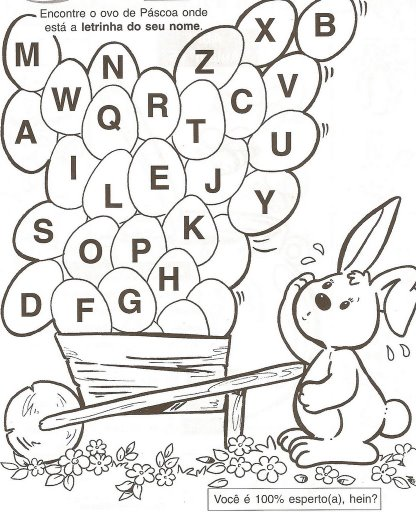 Encontre o ovo de Páscoa onde
está a letrinha do seu nome.
X B
M N Z
W Q R T C V
A I L E J U
Y
S O P K
D F G H
Você é 100% esperto(a), hein?